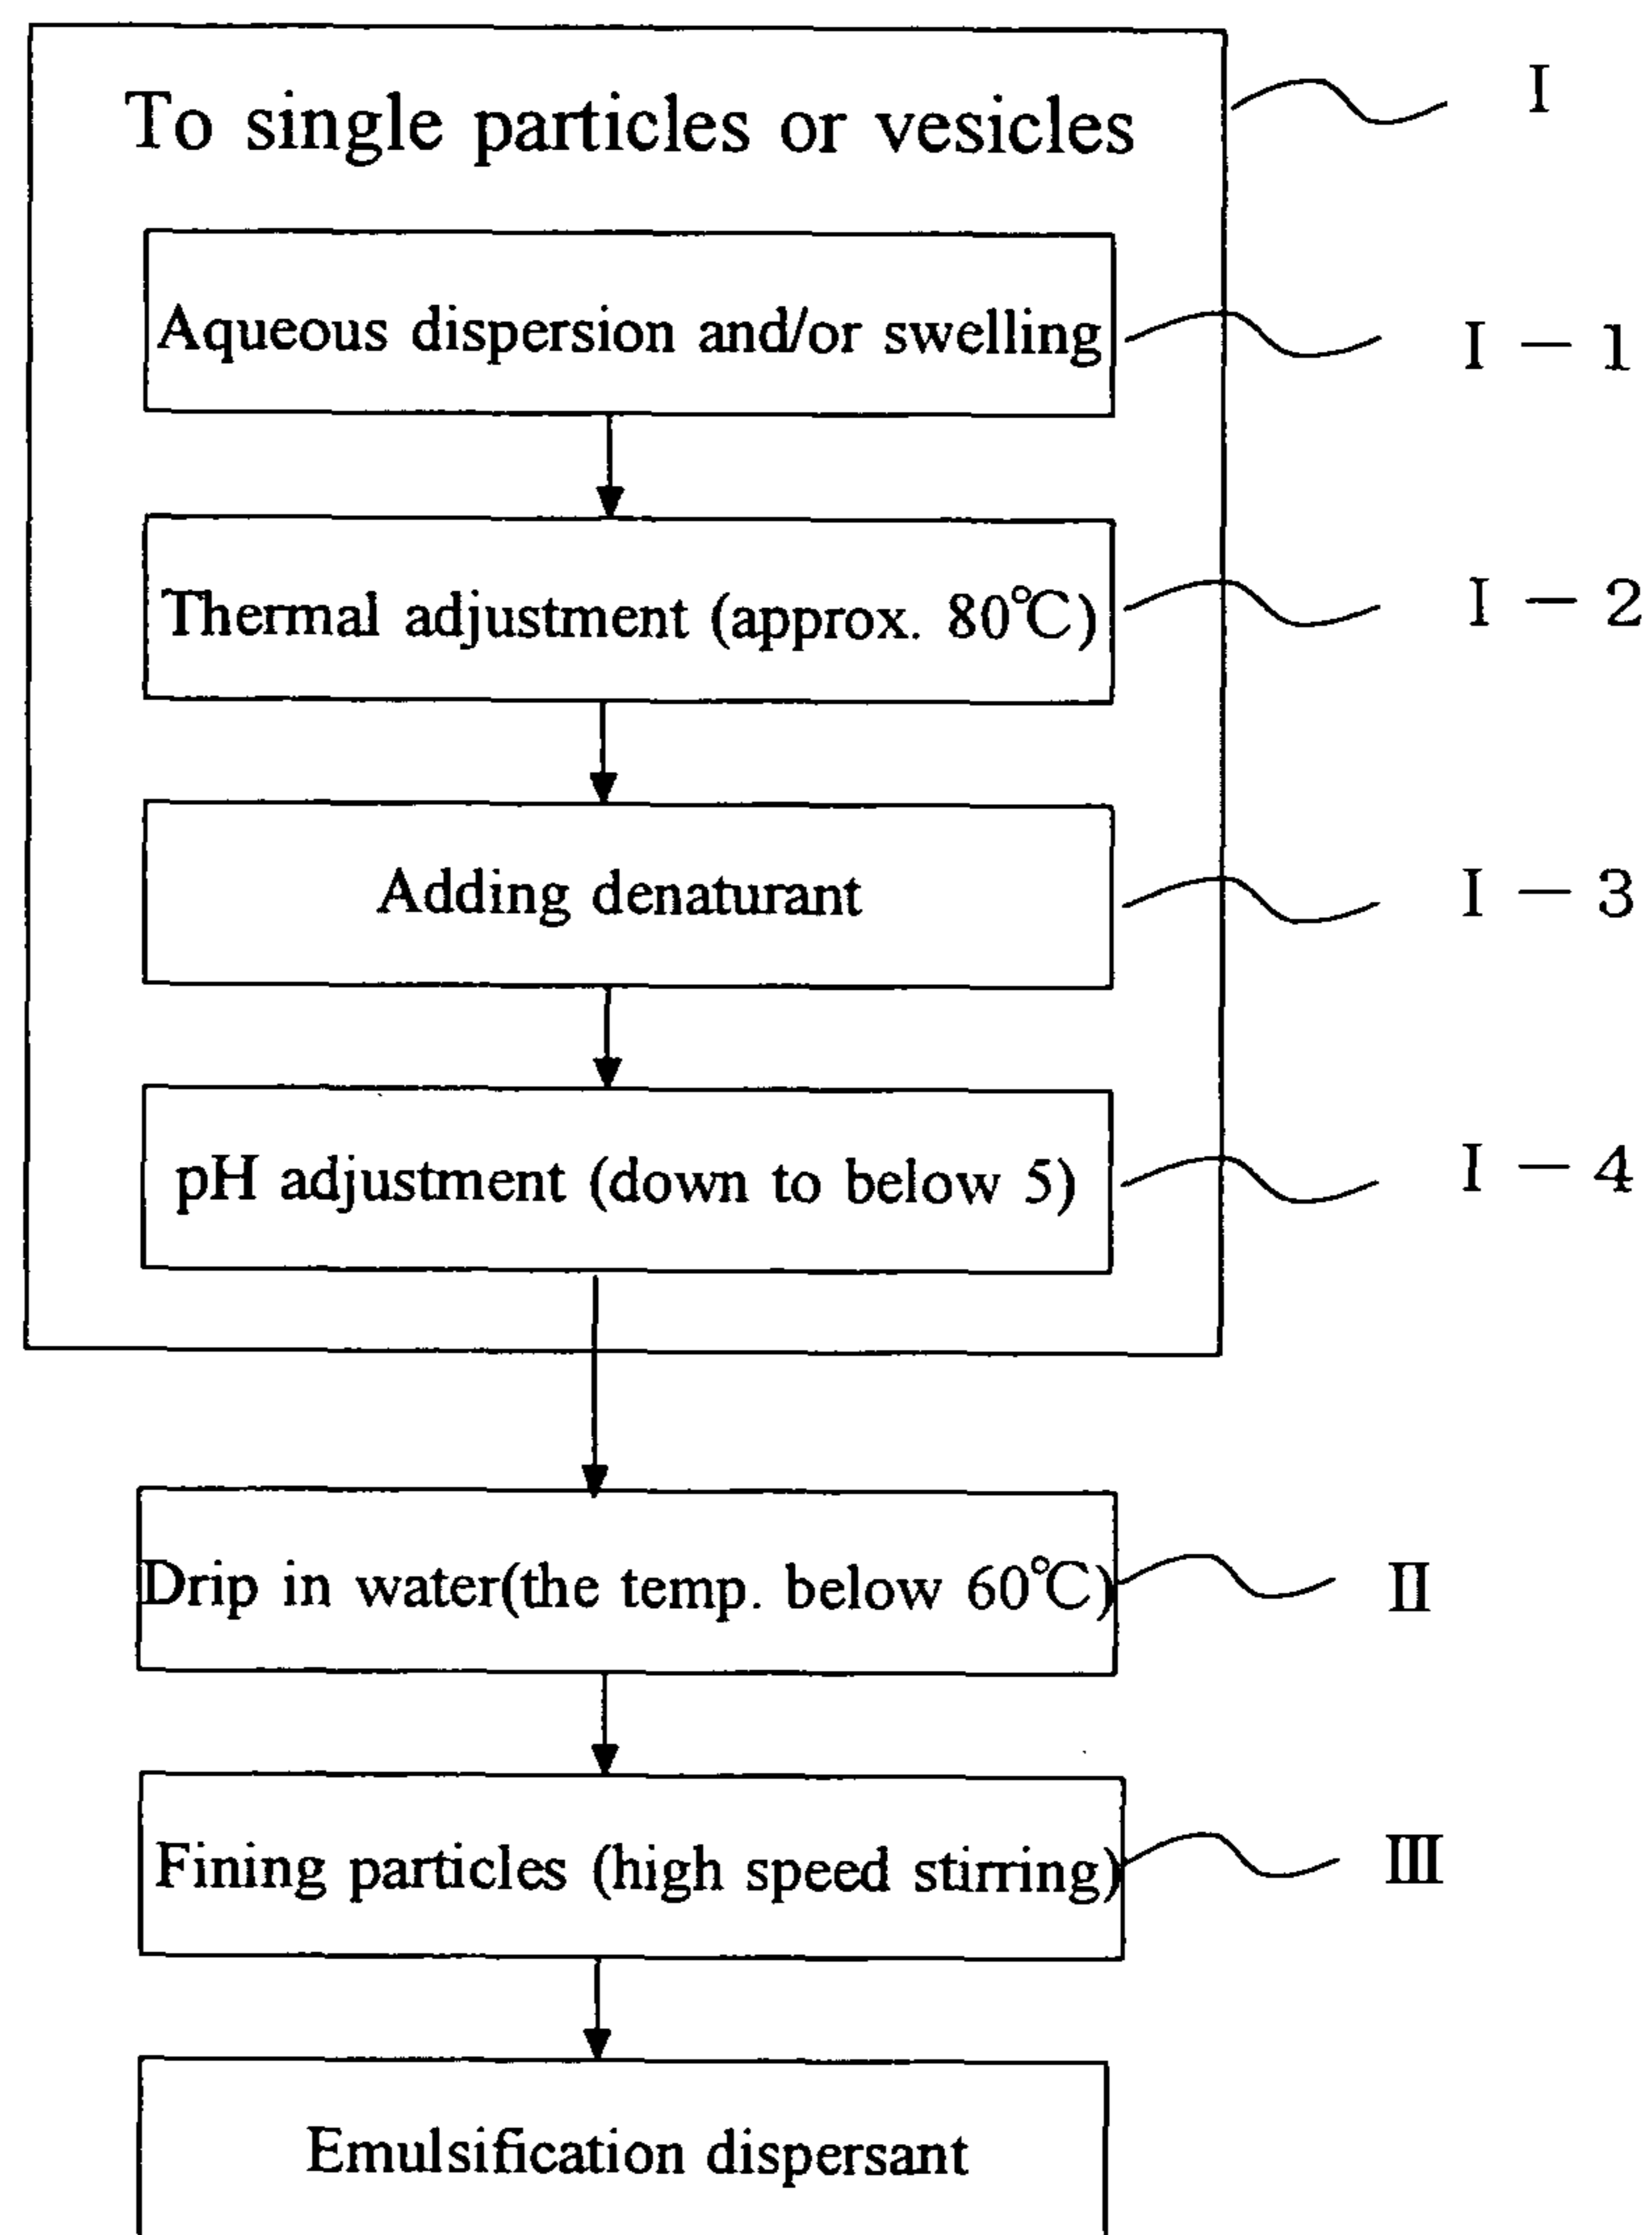 To single particles or vesicles
I
Aqueous dispersion and/or swelling
I-1
Thermal adjustment (approx. 80℃)
I-2
Adding denaturant
I-3
pH adjustment (down to below 5)
I-4
Drip in water(the temp. below 60℃)
II
Fining particles (high speed stirring)
III
Emulsification dispersant